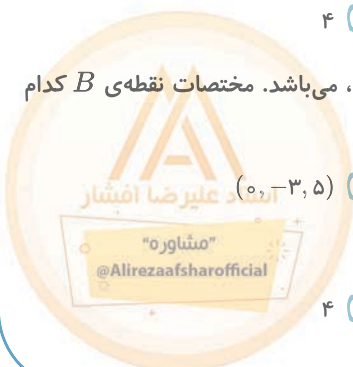 ۴
، می‌باشد. مختصات نقطه‌ی B کدام
(۰, −۳, ۵)
استاد علیرضا افشار
"مشاوره"
@Alirezaafsharofficial
۴